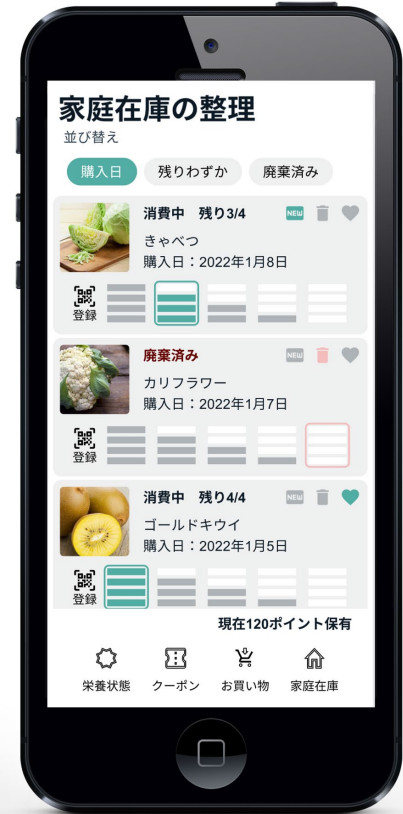 家庭在庫の整理
並び替え
購入日 残りわずか 廃棄済み
消費中 残り3/4 NEW
きゃべつ
購入日：2022年1月8日
登録
廃棄済み NEW
カリフラワー
購入日：2022年1月7日
登録
消費中 残り4/4 NEW
ゴールドキウイ
購入日：2022年1月5日
登録
現在120ポイント保有
栄養状態 クーポン お買い物 家庭在庫